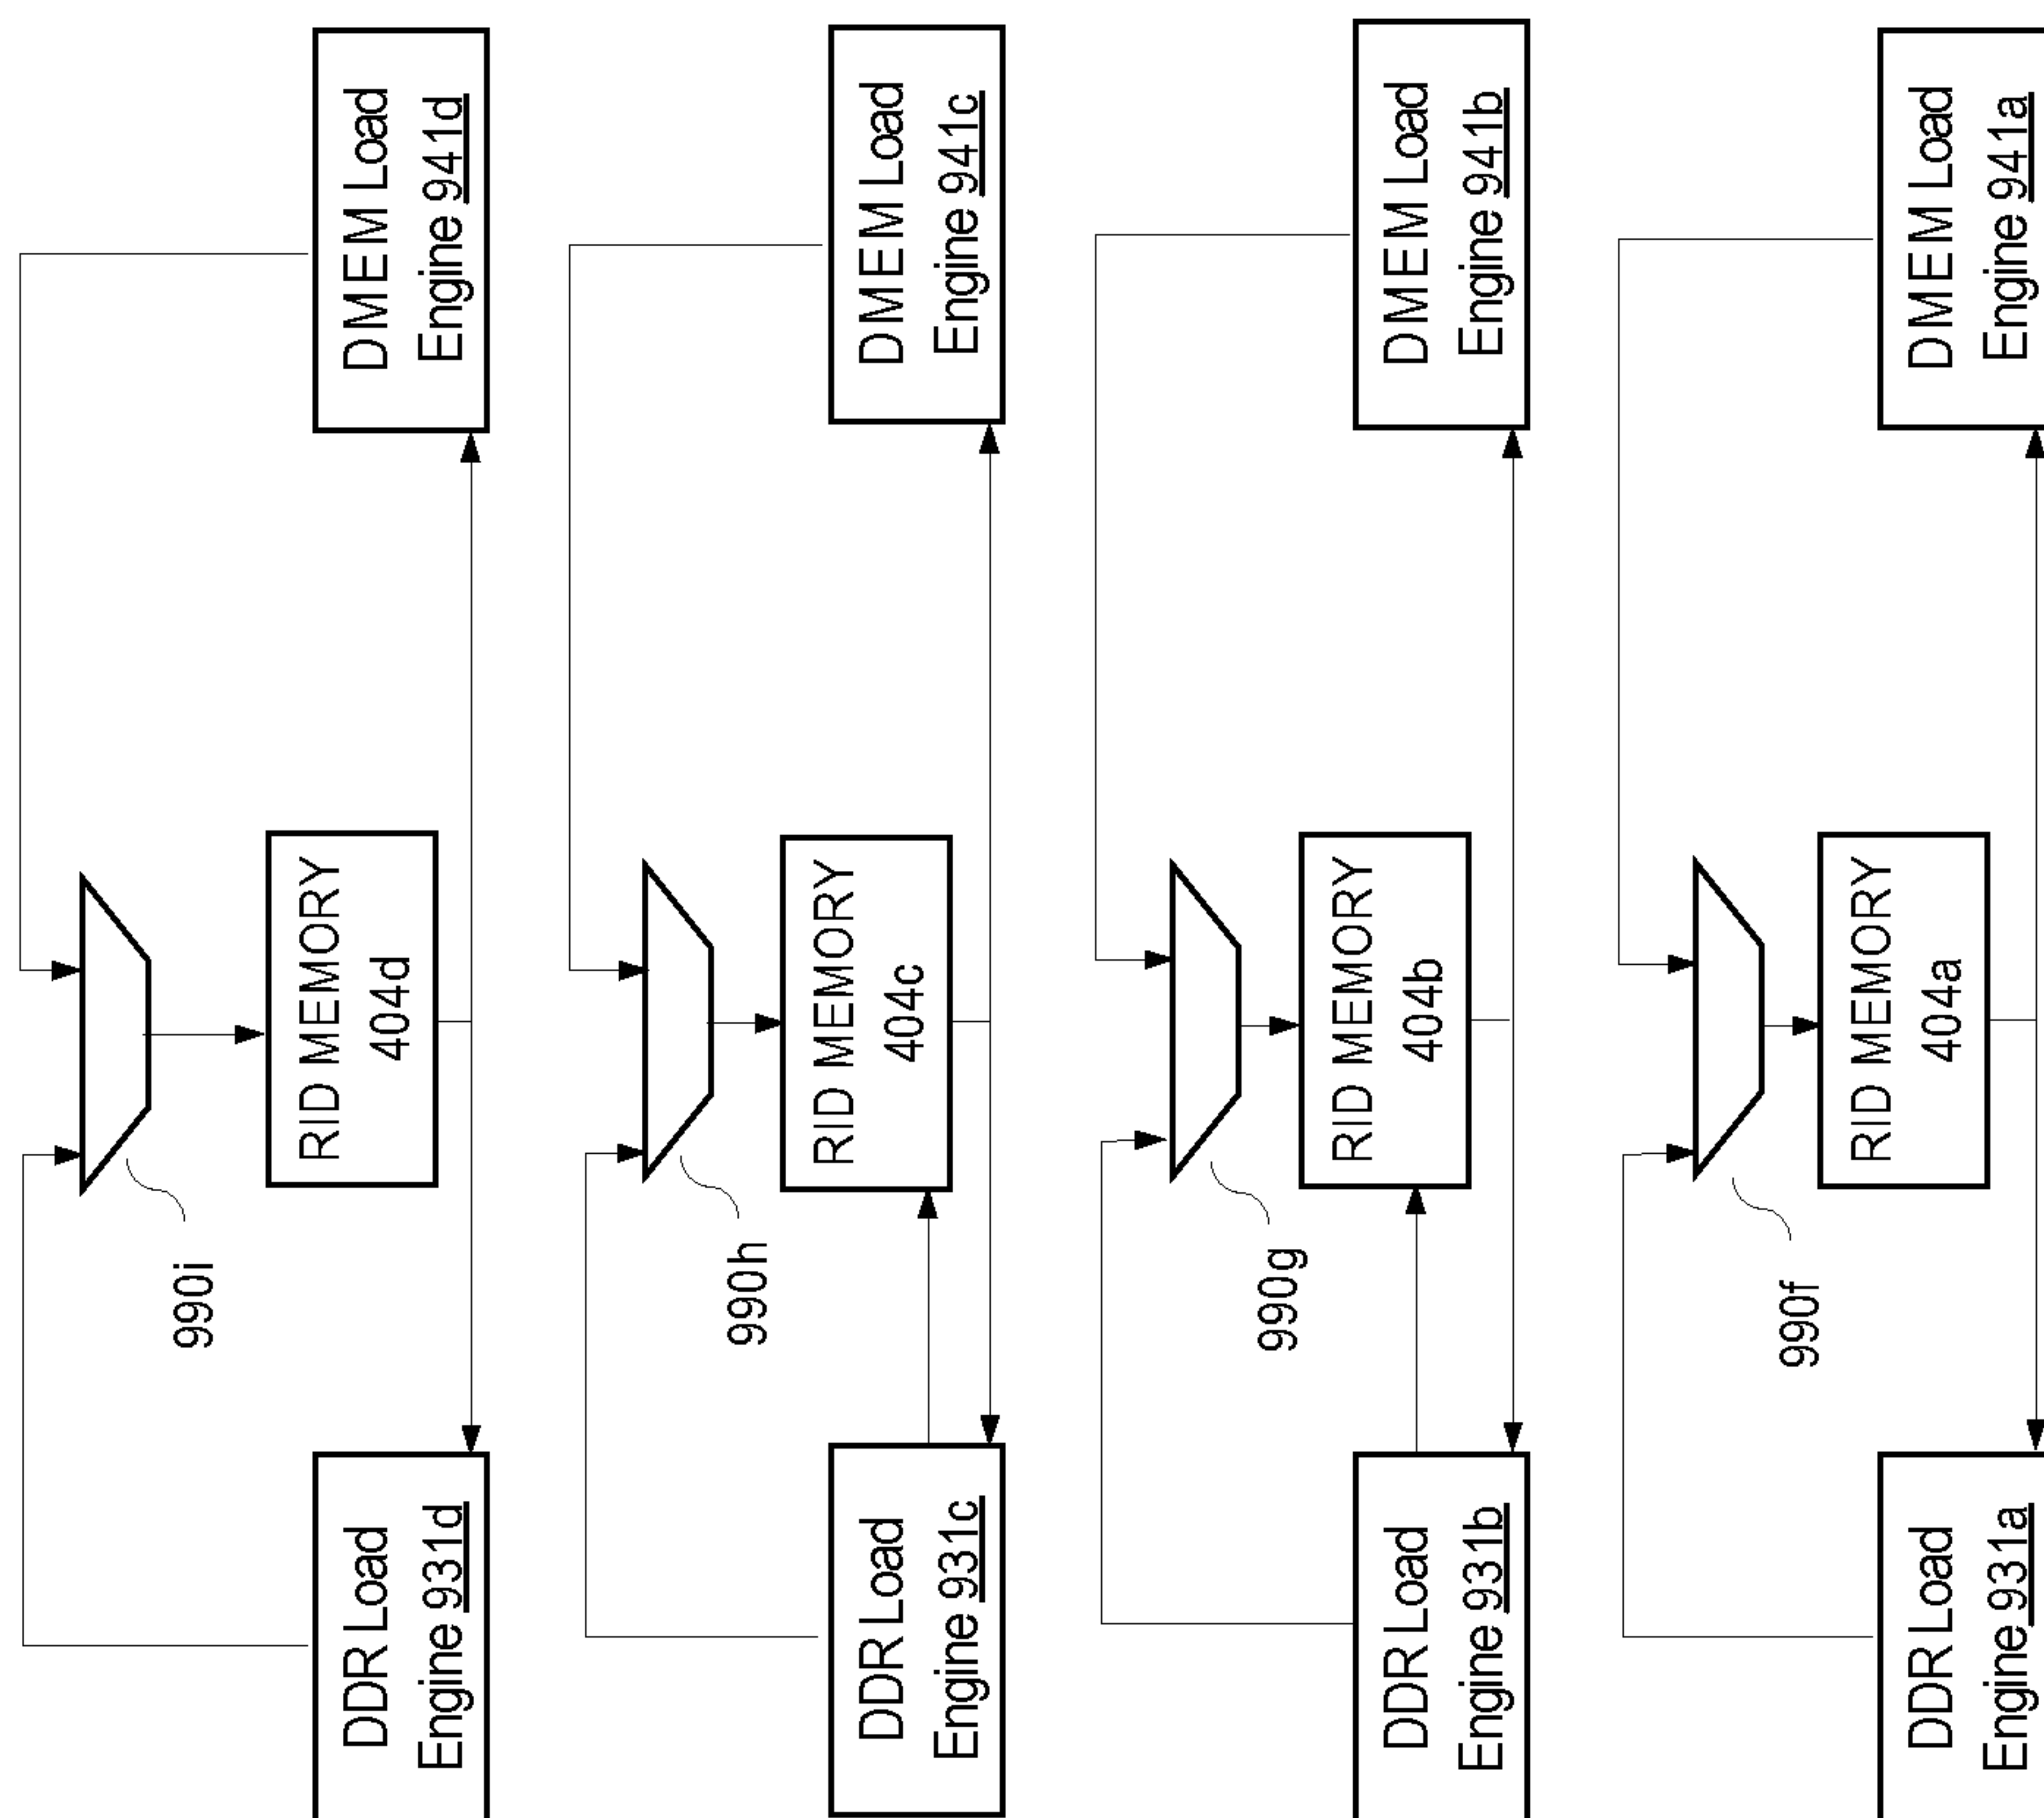 DDR Load
Engine 931d
990i
RID MEMORY
404d
DMEM Load
Engine 941d
DDR Load
Engine 931c
990h
RID MEMORY
404c
DMEM Load
Engine 941c
DDR Load
Engine 931b
990g
RID MEMORY
404b
DMEM Load
Engine 941b
DDR Load
Engine 931a
990f
RID MEMORY
404a
DMEM Load
Engine 941a